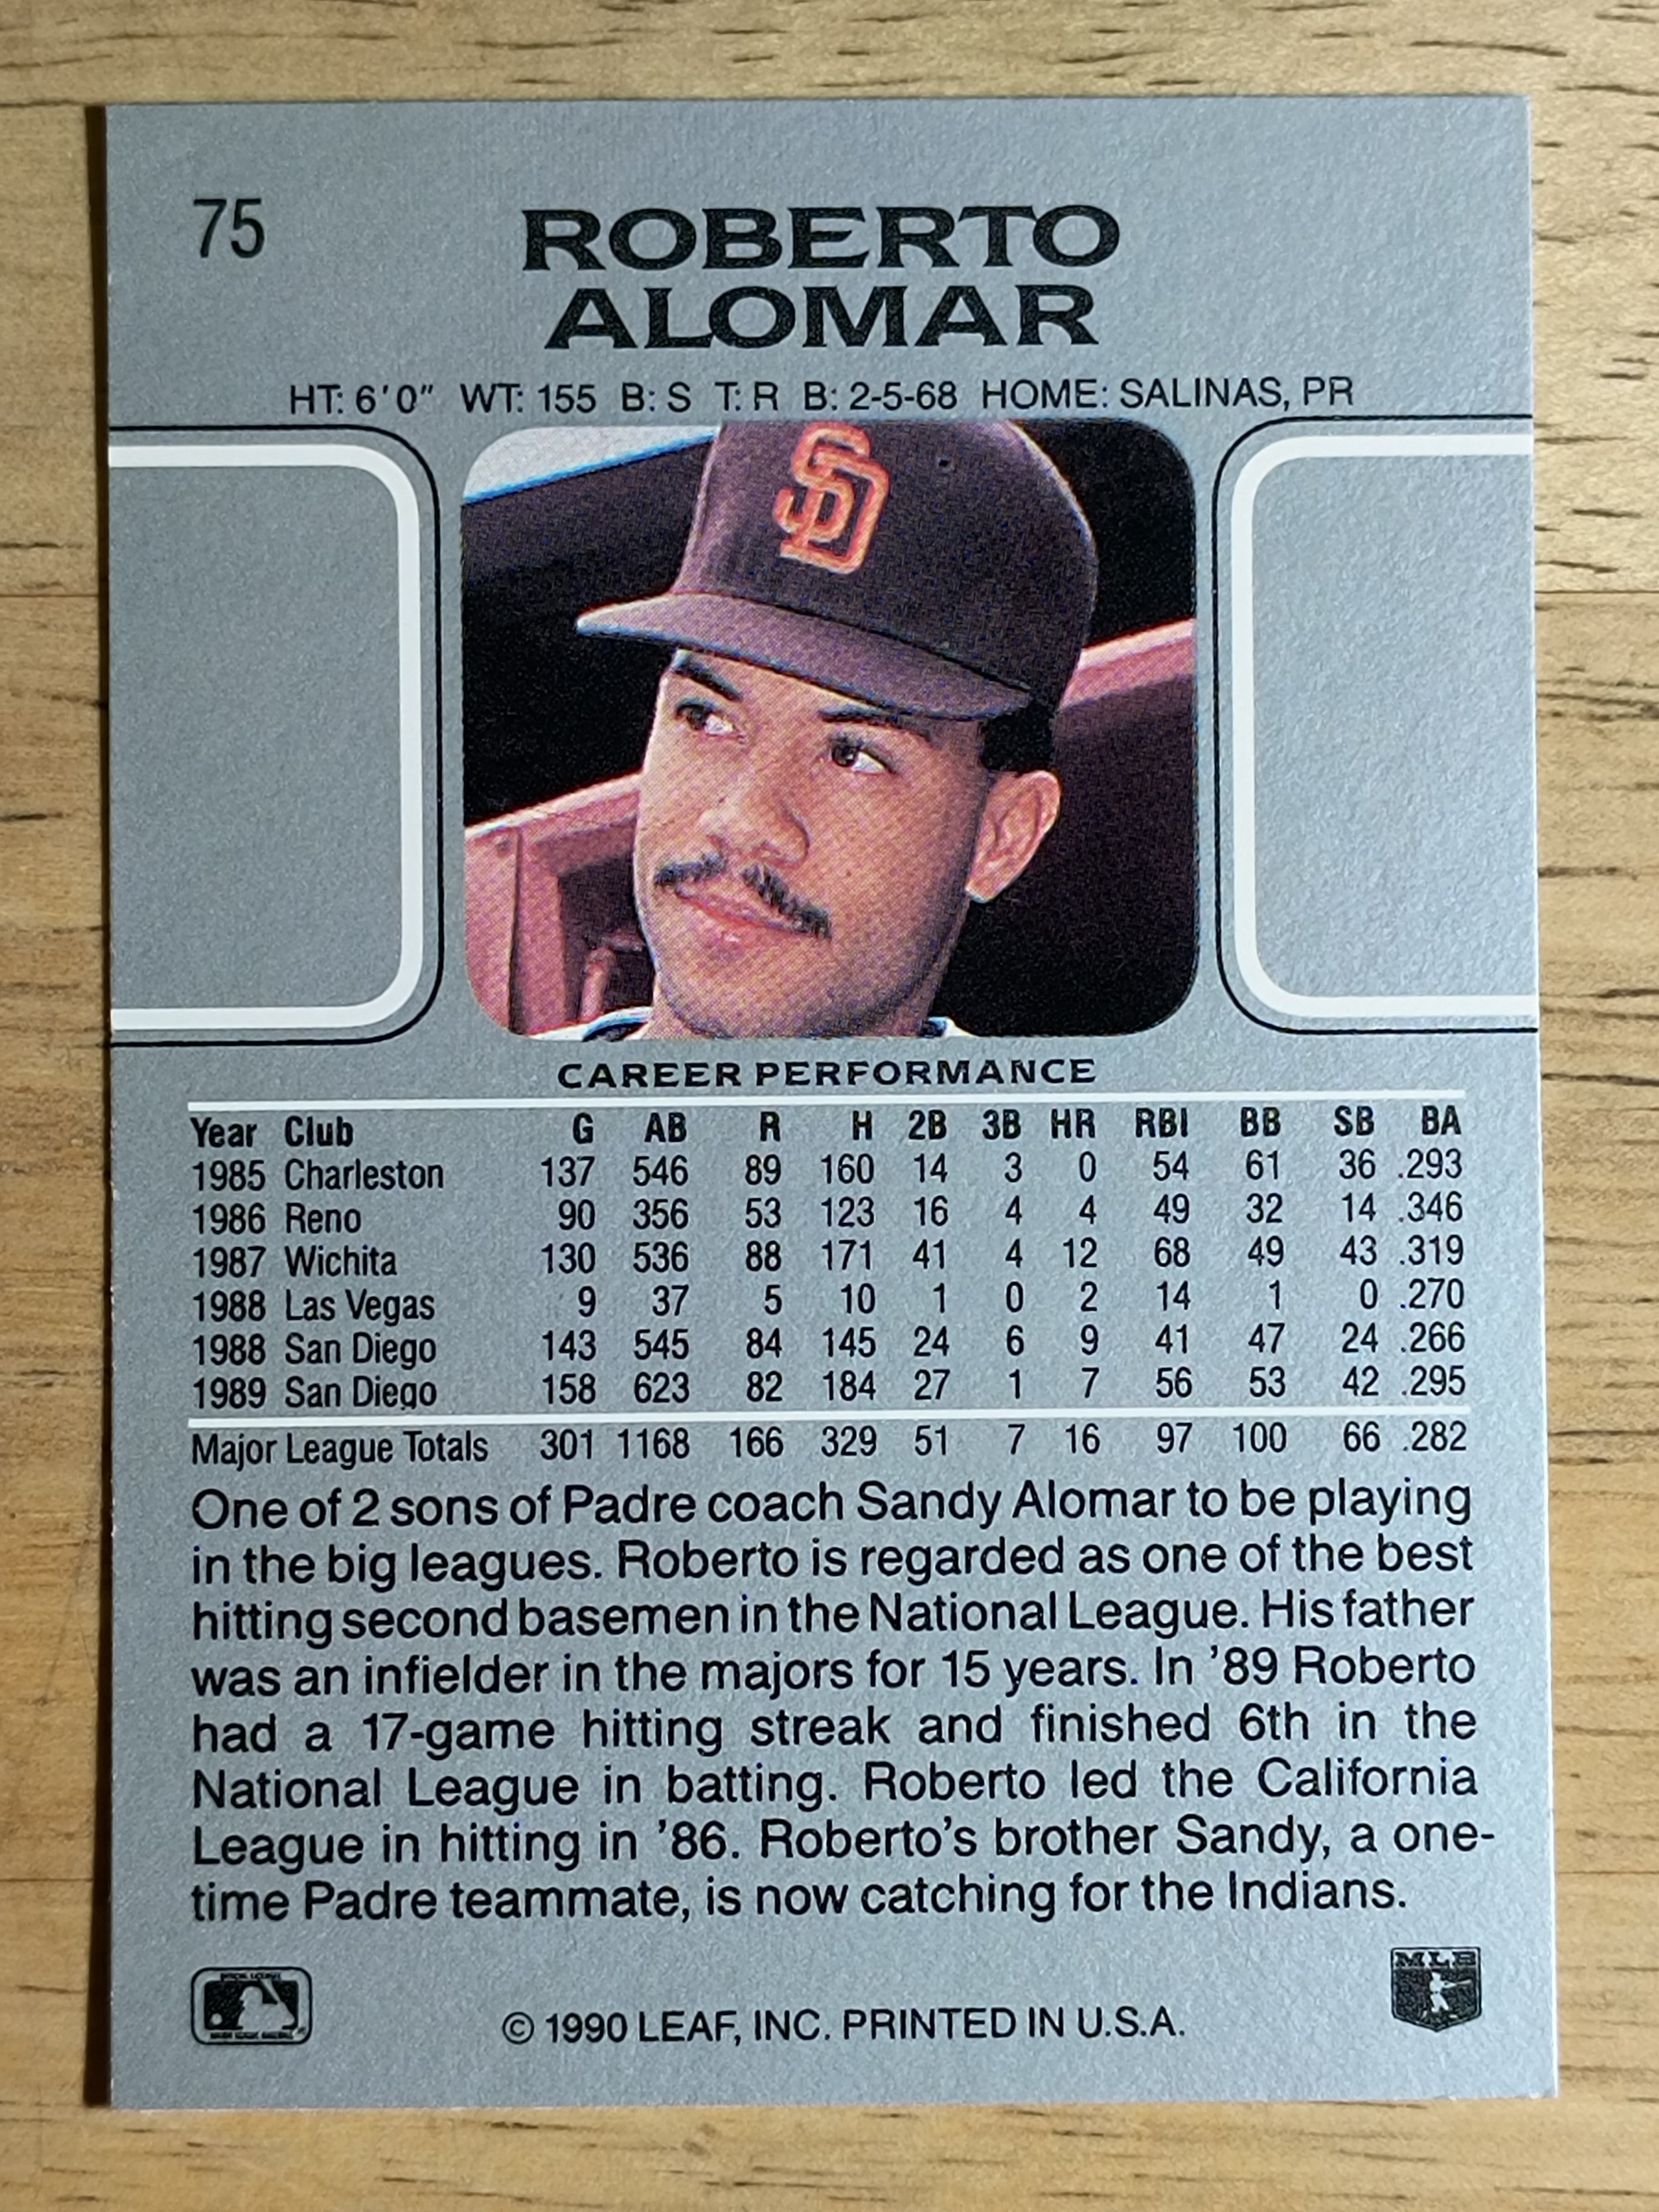 75
ROBERTO
ALOMAR
HT: 6'0" WT: 155 B: S T: R B: 2-5-68 HOME: SALINAS, PR
SD
CAREER PERFORMANCE
Year Club G AB R H 2B 3B HR RBI BB SB BA
1985 Charleston 137 546 89 160 14 3 0 54 61 36 .293
1986 Reno 90 356 53 123 16 4 4 49 32 14 .346
1987 Wichita 130 536 88 171 41 4 12 68 49 43 .319
1988 Las Vegas 9 37 5 10 1 0 2 14 1 0 .270
1988 San Diego 143 545 84 145 24 6 9 41 47 24 .266
1989 San Diego 158 623 82 184 27 1 7 56 53 42 .295
Major League Totals 301 1168 166 329 51 7 16 97 100 66 .282
One of 2 sons of Padre coach Sandy Alomar to be playing
in the big leagues. Roberto is regarded as one of the best
hitting second basemen in the National League. His father
was an infielder in the majors for 15 years. In '89 Roberto
had a 17-game hitting streak and finished 6th in the
National League in batting. Roberto led the California
League in hitting in '86. Roberto's brother Sandy, a one-
time Padre teammate, is now catching for the Indians.
MLB
© 1990 LEAF, INC. PRINTED IN U.S.A.